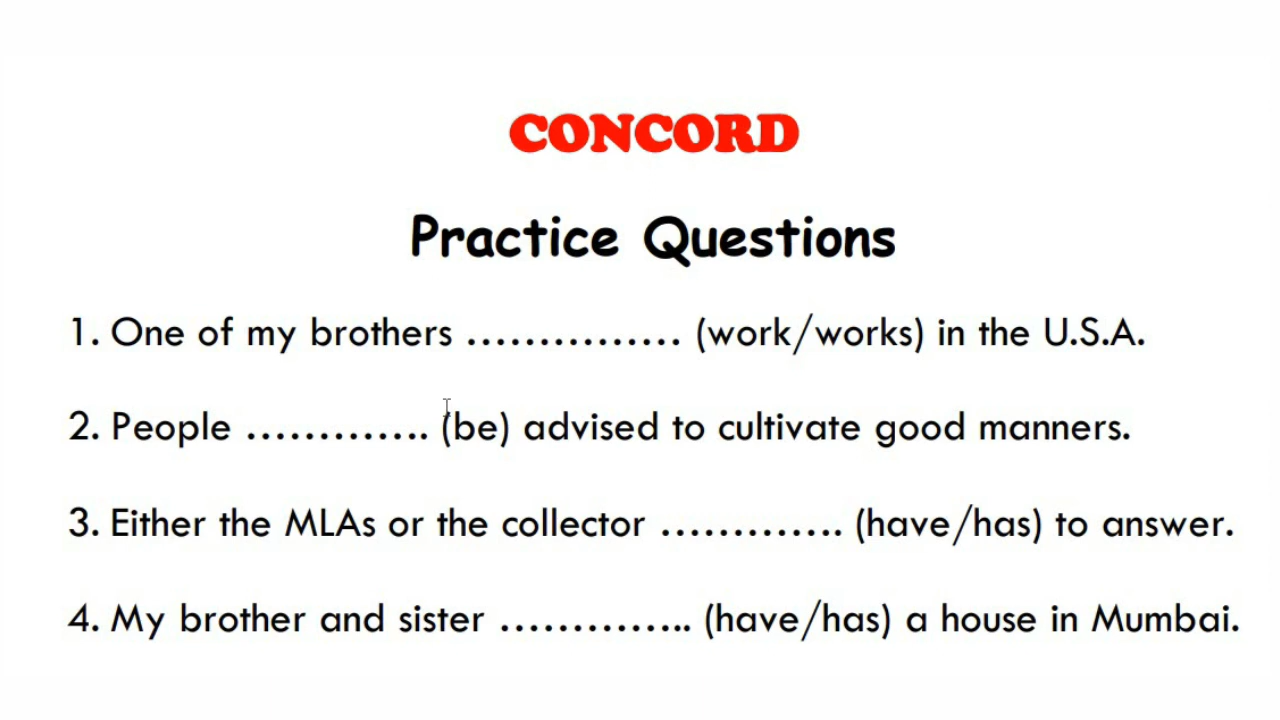 CONCORD
Practice Questions
1. One of my brothers ............... (work/works) in the U.S.A.
2. People ............. (be) advised to cultivate good manners.
3. Either the MLAs or the collector ............. (have/has) to answer.
4. My brother and sister .............. (have/has) a house in Mumbai.